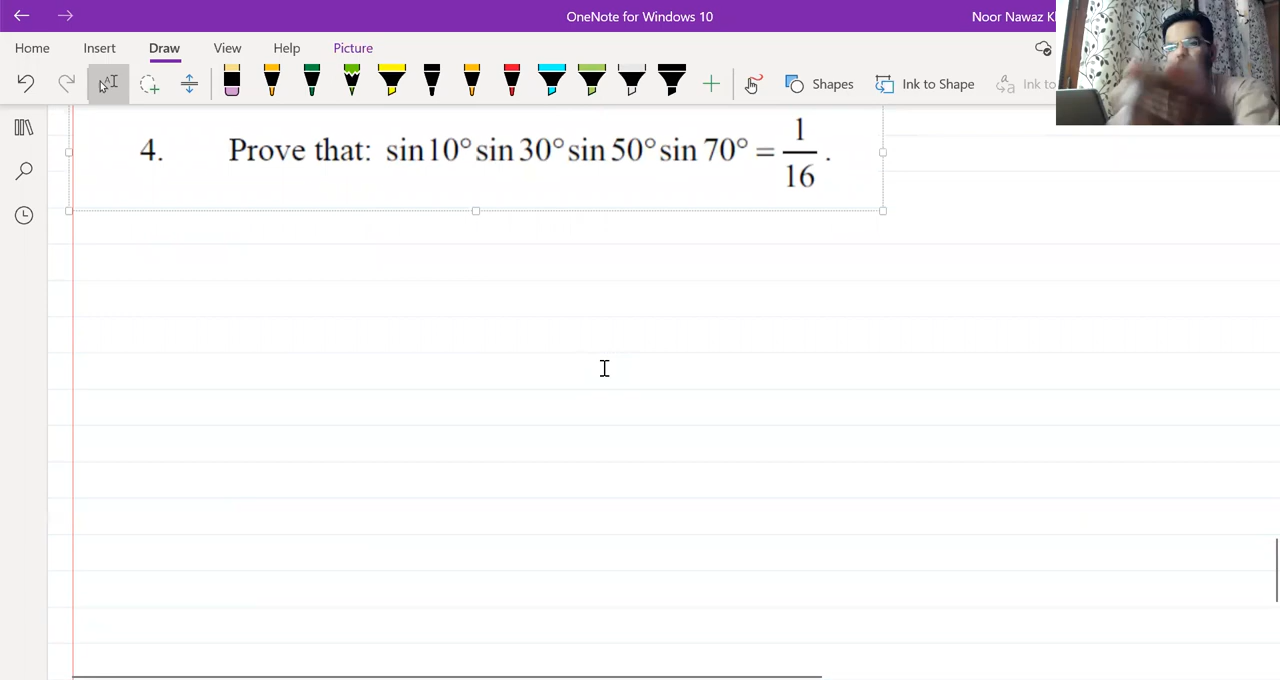 OneNote for Windows 10
Noor Nawaz
Home Insert Draw View Help Picture
Shapes Ink to Shape Ink to
4. Prove that: sin 10° sin 30° sin 50° sin 70° = 1/16 .